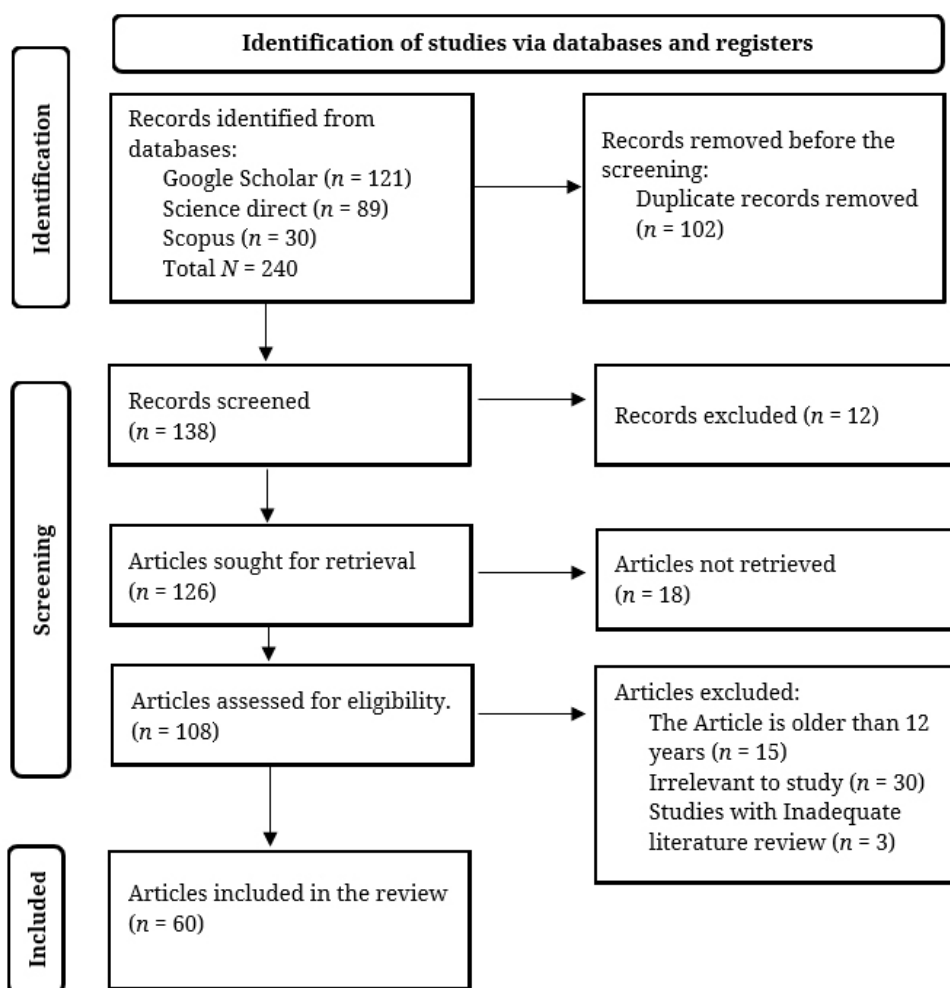 Identification of studies via databases and registers
Identification
Records identified from
databases:
Google Scholar (n = 121)
Science direct (n = 89)
Scopus (n = 30)
Total N = 240
Records removed before the
screening:
Duplicate records removed
(n = 102)
Screening
Records screened
(n = 138)
Records excluded (n = 12)
Articles sought for retrieval
(n = 126)
Articles not retrieved
(n = 18)
Articles assessed for eligibility.
(n = 108)
Articles excluded:
The Article is older than 12
years (n = 15)
Irrelevant to study (n = 30)
Studies with Inadequate
literature review (n = 3)
Included
Articles included in the review
(n = 60)